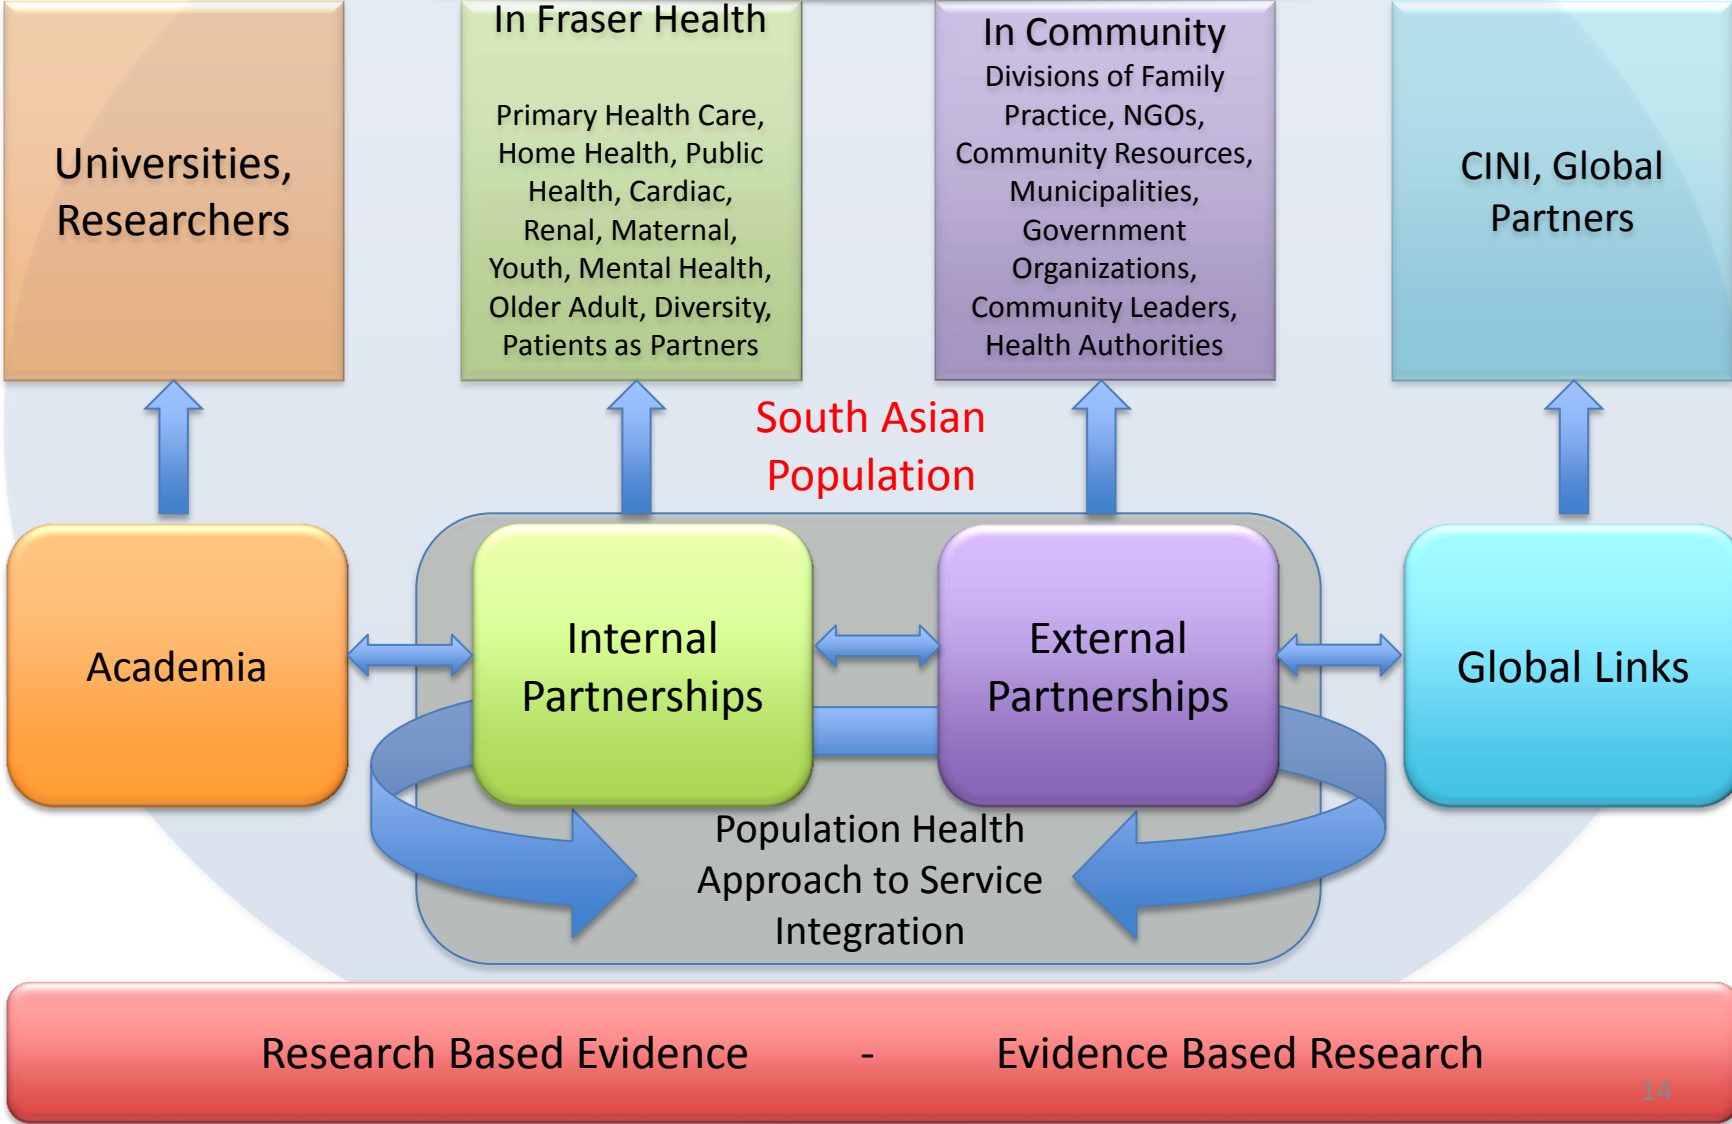 Universities,
Researchers
In Fraser Health
Primary Health Care,
Home Health, Public
Health, Cardiac,
Renal, Maternal,
Youth, Mental Health,
Older Adult, Diversity,
Patients as Partners
In Community
Divisions of Family
Practice, NGOs,
Community Resources,
Municipalities,
Government
Organizations,
Community Leaders,
Health Authorities
CINI, Global
Partners
South Asian
Population
Academia
Internal
Partnerships
External
Partnerships
Global Links
Population Health
Approach to Service
Integration
Research Based Evidence - Evidence Based Research
14